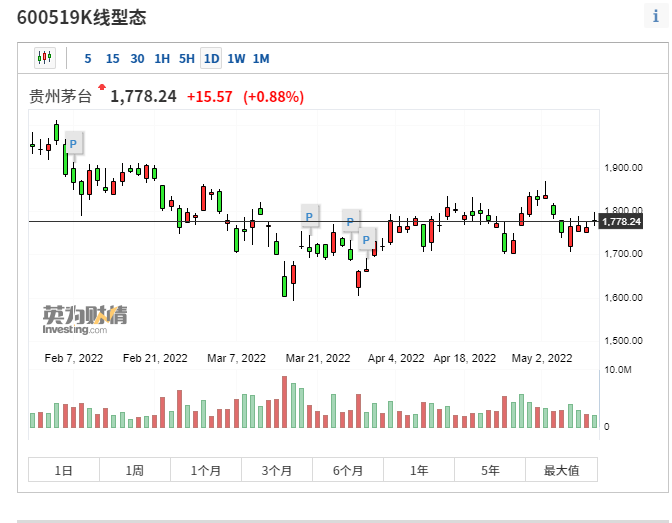 600519K线型态
i
5 15 30 1H 5H 1D 1W 1M
贵州茅台 1,778.24 +15.57 (+0.88%)
P
1,900.00
1,800.00
P P
1,778.24
P
1,700.00
1,600.00
英为财情
Investing.com
1,500.00
Feb 7, 2022 Feb 21, 2022 Mar 7, 2022 Mar 21, 2022 Apr 4, 2022 Apr 18, 2022 May 2, 2022
10.0M
0
1日 1周 1个月 3个月 6个月 1年 5年 最大值